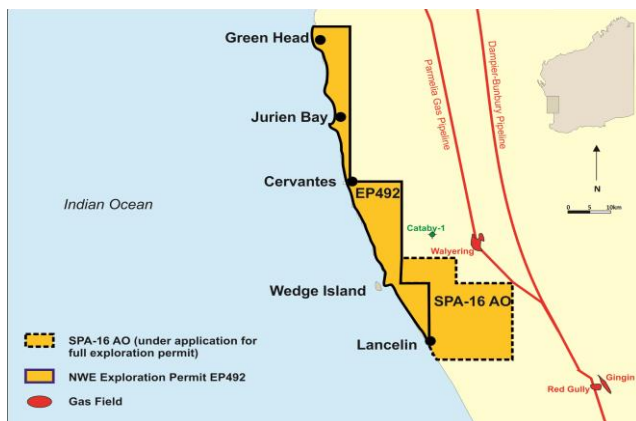 Green Head
Jurien Bay
Cervantes
EP492
Indian Ocean
Parmelia Gas Pipeline
Dampier-Bunbury Pipeline
N
0 5 10km
Cataby-1
Walyering
Wedge Island
SPA-16 AO
Lancelin
Red Gully
Gingin
SPA-16 AO (under application for
full exploration permit)
NWE Exploration Permit EP492
Gas Field